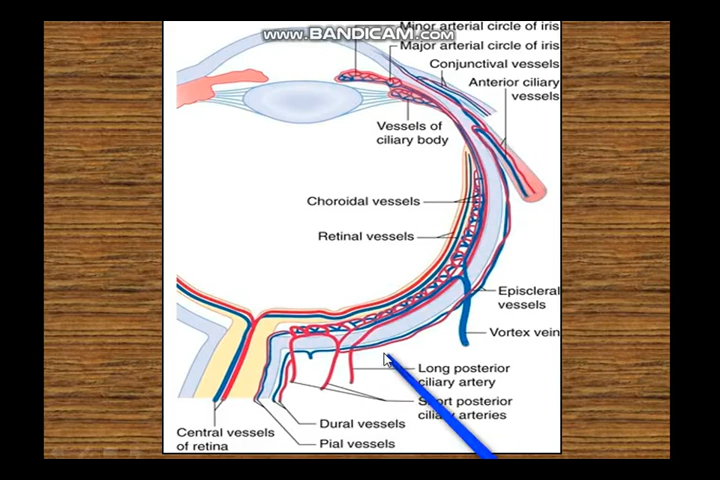 Minor arterial circle of iris
www.BANDICAM.com
Major arterial circle of iris
Conjunctival vessels
Anterior ciliary
vessels
Vessels of
ciliary body
Choroidal vessels
Retinal vessels
Episcleral
vessels
Vortex vein
Long posterior
ciliary artery
Short posterior
ciliary arteries
Dural vessels
Central vessels
of retina
Pial vessels